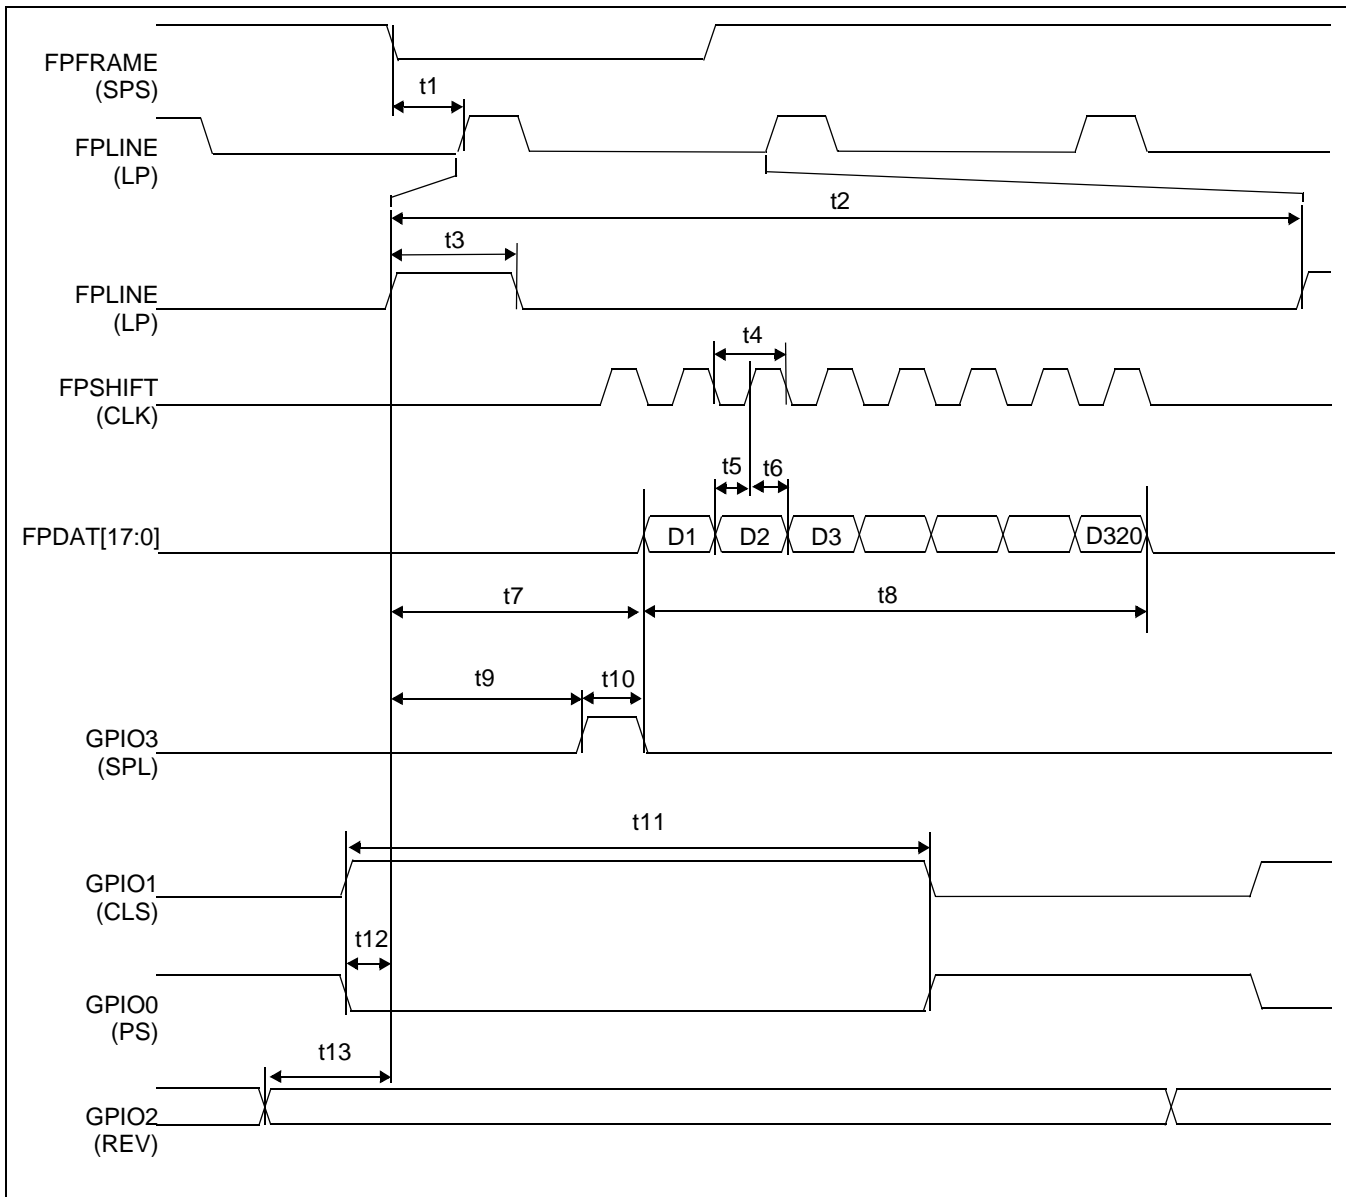 FPFRAME
(SPS)
t1
FPLINE
(LP)
t2
t3
FPLINE
(LP)
t4
FPSHIFT
(CLK)
t5
t6
FPDAT[17:0]
D1
D2
D3
D320
t7
t8
t9
t10
GPIO3
(SPL)
t11
GPIO1
(CLS)
t12
GPIO0
(PS)
t13
GPIO2
(REV)